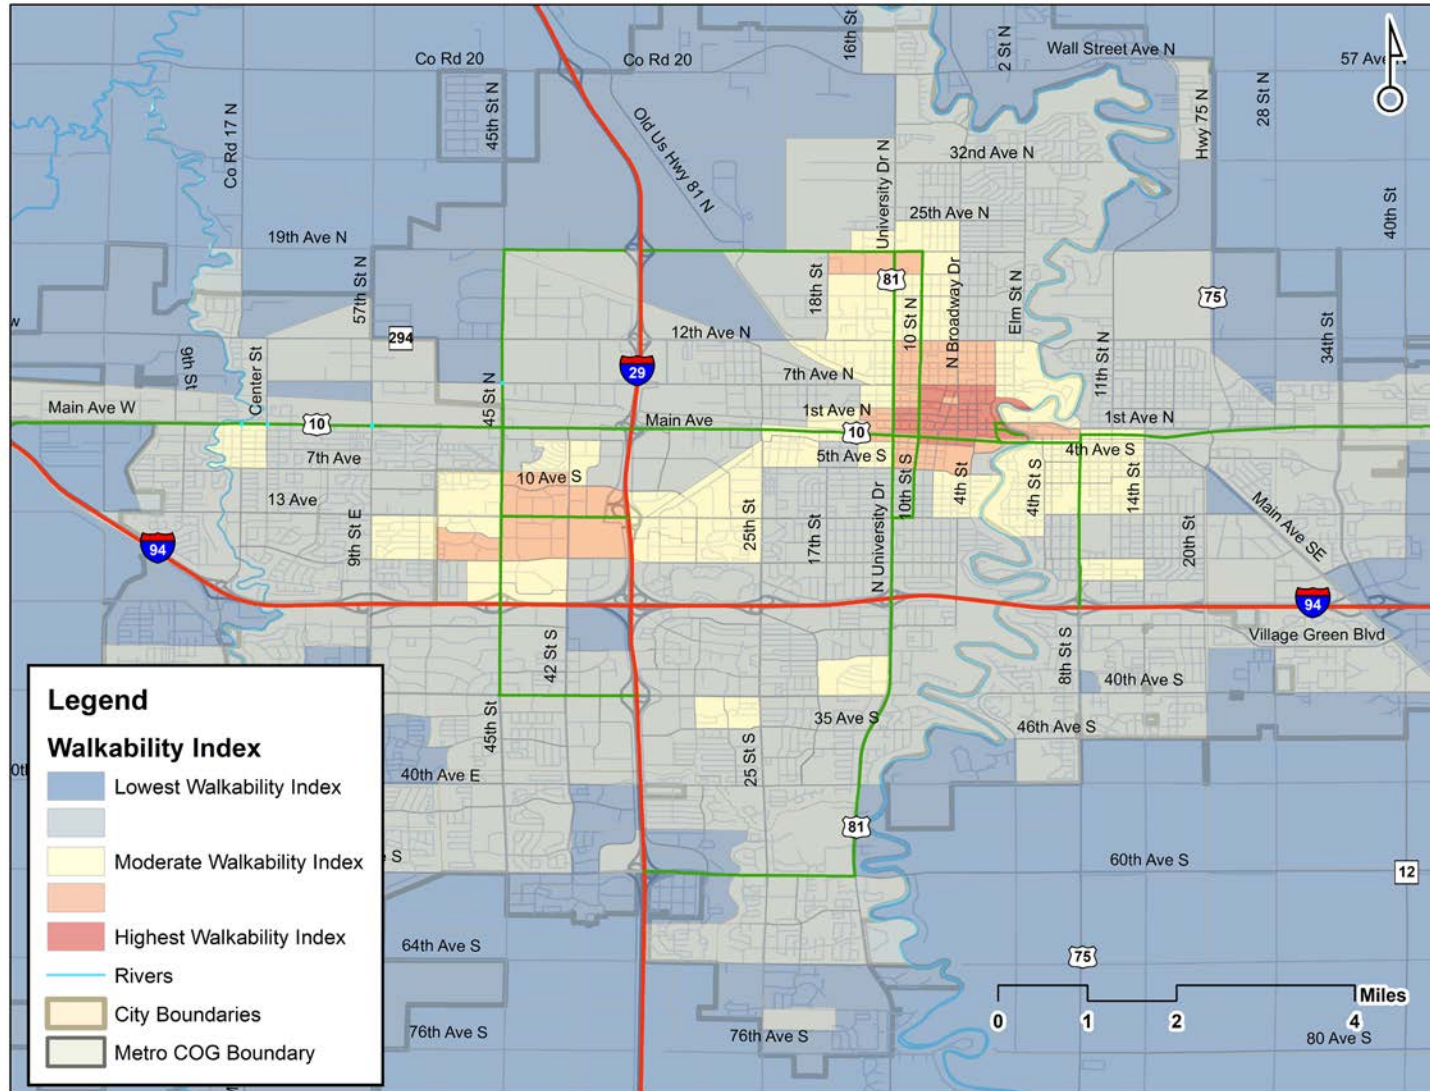 16th St
2 St N
Wall Street Ave N
Co Rd 20
Co Rd 20
57 Ave N
45th St N
Co Rd 17 N
Old Us Hwy 81 N
University Dr N
32nd Ave N
Hwy 75 N
28 St N
40th St
25th Ave N
19th Ave N
57th St N
18th St
81
10 St N
N Broadway Dr
Elm St N
75
34th St
294
12th Ave N
9th St
Center St
45 St N
29
7th Ave N
11th St N
Main Ave W
10
Main Ave
1st Ave N
10
1st Ave N
7th Ave
5th Ave S
4th Ave S
10 Ave S
13 Ave
9th St E
25th St
17th St
N University Dr
10th St S
4th St
4th St S
14th St
20th St
Main Ave SE
94
94
Village Green Blvd
42 St S
8th St S
40th Ave S
45th St
35 Ave S
46th Ave S
25 St S
40th Ave E
81
60th Ave S
12
64th Ave S
75
76th Ave S
76th Ave S
80 Ave S
Legend
Walkability Index
Lowest Walkability Index
Moderate Walkability Index
Highest Walkability Index
Rivers
City Boundaries
Metro COG Boundary
Miles
0 1 2 4